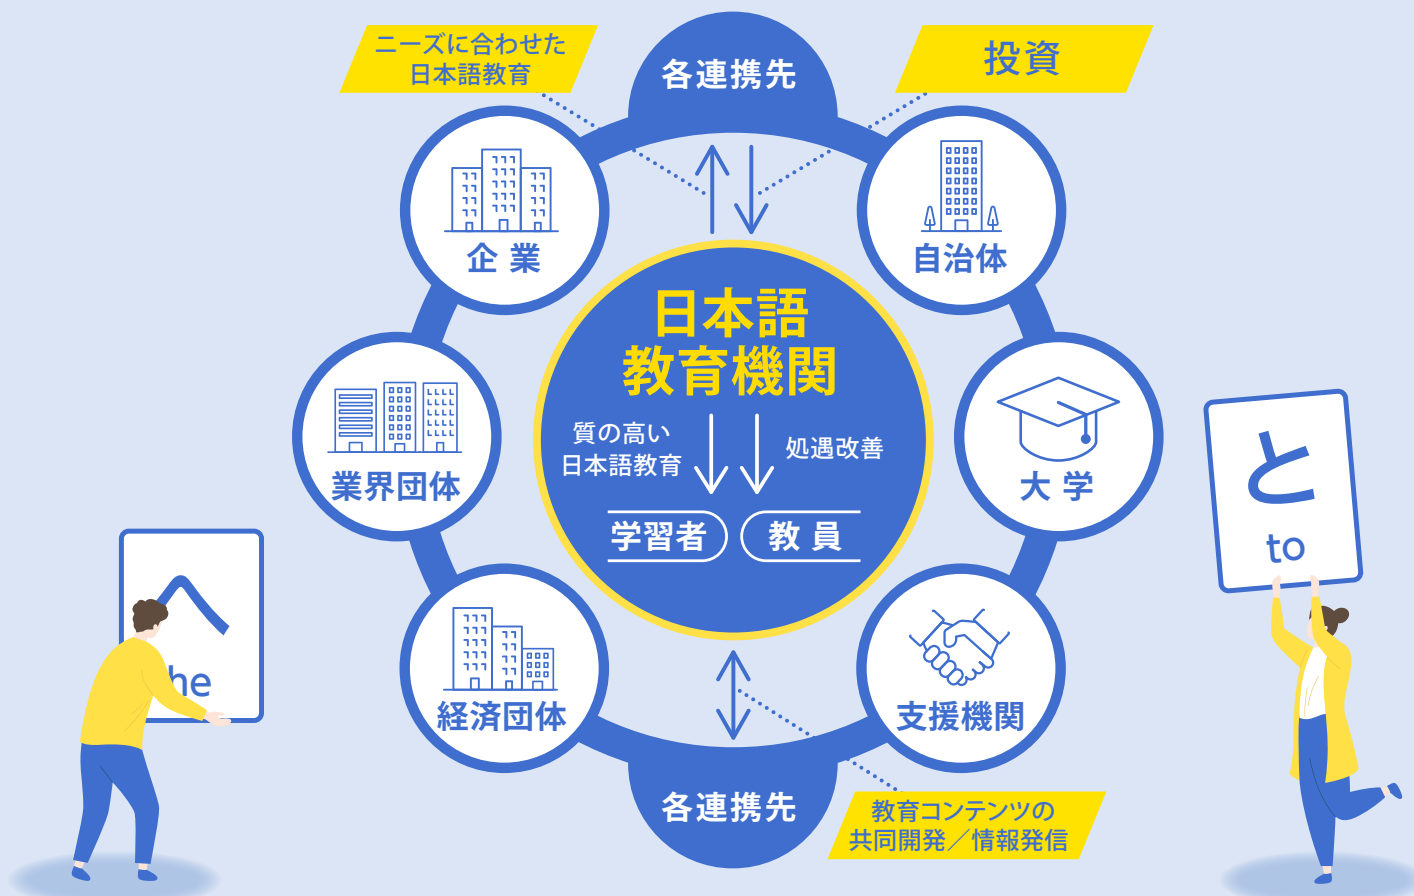 ニーズに合わせた
日本語教育
各連携先
投資
企業
自治体
日本語
教育機関
質の高い
日本語教育
処遇改善
学習者
教員
業界団体
大学
と
to
へ
he
経済団体
支援機関
各連携先
教育コンテンツの
共同開発／情報発信